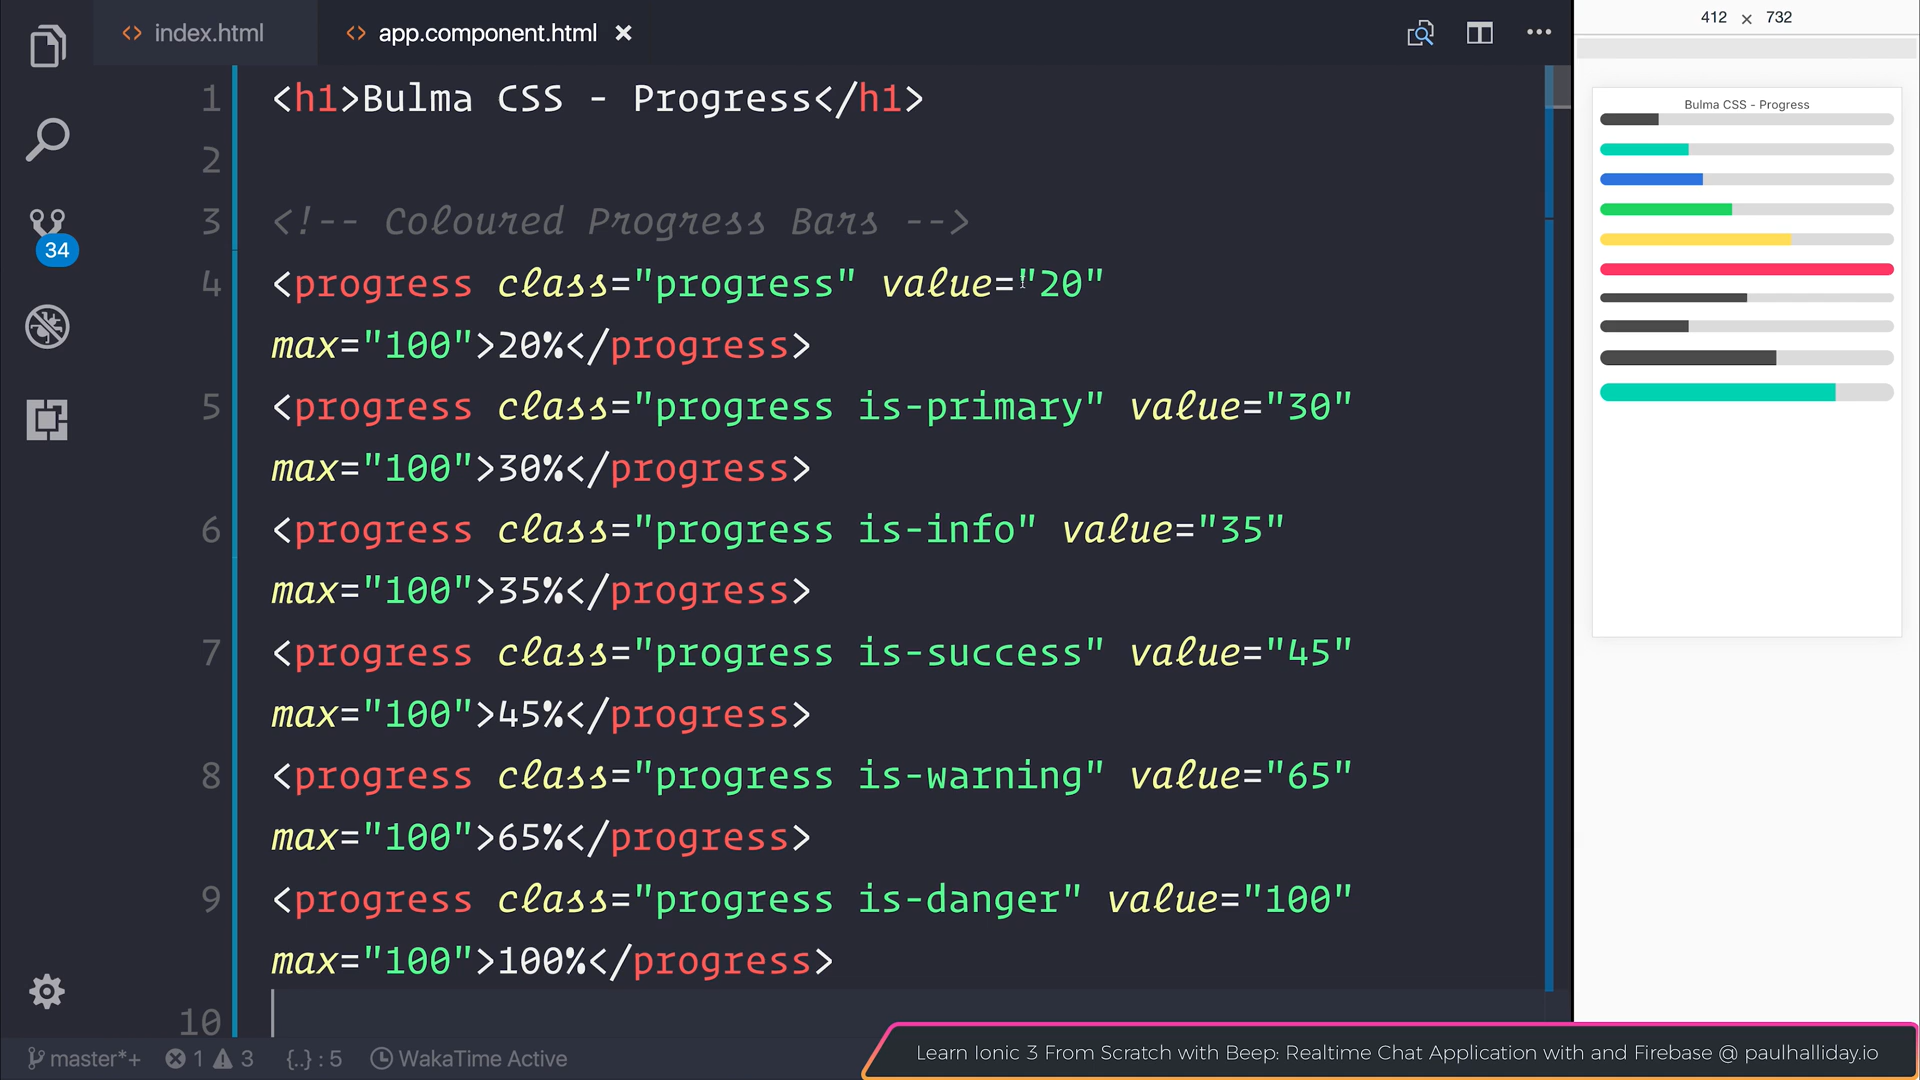 index.html
app.component.html
412 × 732
1 <h1>Bulma CSS - Progress</h1>
2
3 <!-- Coloured Progress Bars -->
4 <progress class="progress" value="20"
max="100">20%</progress>
5 <progress class="progress is-primary" value="30"
max="100">30%</progress>
6 <progress class="progress is-info" value="35"
max="100">35%</progress>
7 <progress class="progress is-success" value="45"
max="100">45%</progress>
8 <progress class="progress is-warning" value="65"
max="100">65%</progress>
9 <progress class="progress is-danger" value="100"
max="100">100%</progress>
10
34
Bulma CSS - Progress
master*+ 1 3 {..} : 5 WakaTime Active
Learn Ionic 3 From Scratch with Beep: Realtime Chat Application with and Firebase @ paulhalliday.io